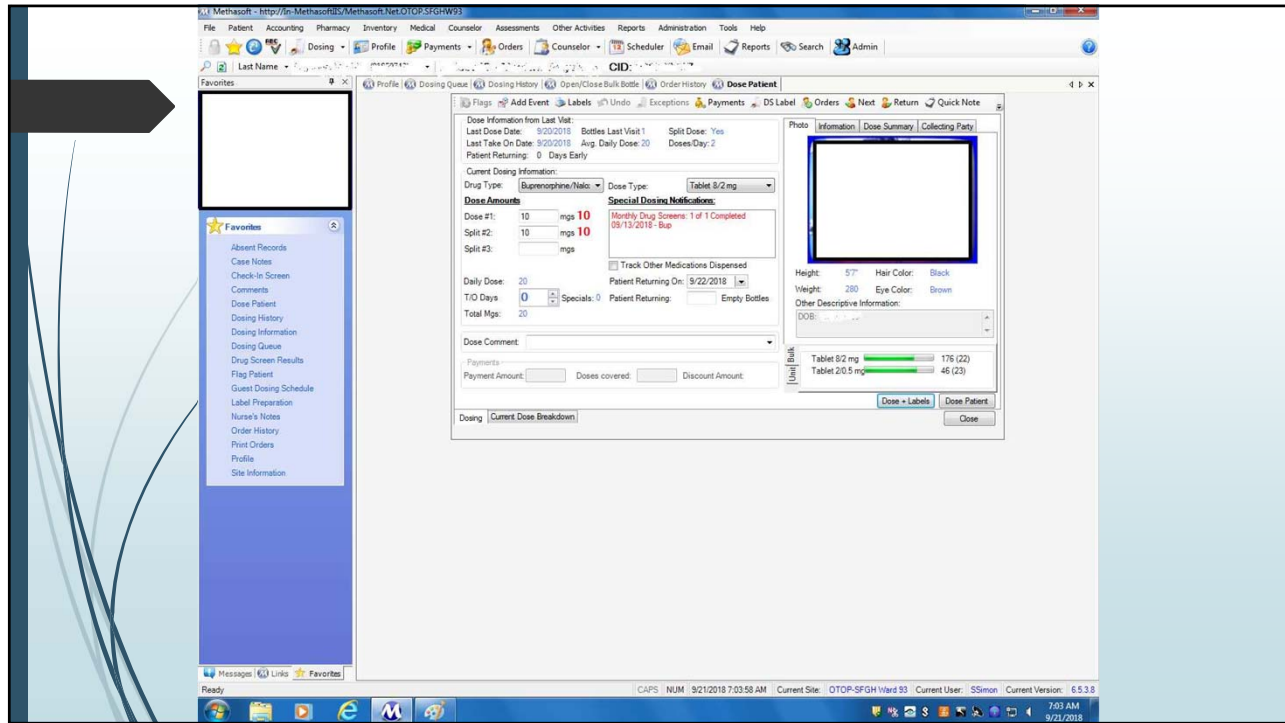 Methasoft - http://ln-MethasoftIIS/Methasoft.Net.OTOP.SFGHW93
File Patient Accounting Pharmacy Inventory Medical Counselor Assessments Other Activities Reports Administration Tools Help
Dosing Profile Payments Orders Counselor Scheduler Email Reports Search Admin
Last Name CID:
Favorites
Profile Dosing Queue Dosing History Open/Close Bulk Bottle Order History Dose Patient
Flags Add Event Labels Undo Exceptions Payments DS Label Orders Next Return Quick Note
Dose Information from Last Visit:
Last Dose Date: 9/20/2018 Bottles Last Visit 1 Split Dose: Yes
Last Take On Date: 9/20/2018 Avg. Daily Dose: 20 Doses/Day: 2
Patient Returning: 0 Days Early
Current Dosing Information:
Drug Type: Buprenorphine/Nalo: Dose Type: Tablet 8/2 mg
Dose Amounts Special Dosing Notifications:
Dose #1: 10 mgs 10
Split #2: 10 mgs 10
Split #3: mgs
Monthly Drug Screens: 1 of 1 Completed
09/13/2018 - Bup
Track Other Medications Dispensed
Daily Dose: 20 Patient Returning On: 9/22/2018
T/O Days 0 Specials: 0 Patient Returning: Empty Bottles
Total Mgs: 20
Dose Comment:
Payments
Payment Amount: Doses covered: Discount Amount:
Dosing Current Dose Breakdown
Photo Information Dose Summary Collecting Party
Height: 5'7" Hair Color: Black
Weight: 280 Eye Color: Brown
Other Descriptive Information:
DOB:
Bulk
Unit
Tablet 8/2 mg 176 (22)
Tablet 2/0.5 mg 46 (23)
Dose + Labels Dose Patient
Close
Favorites
Absent Records
Case Notes
Check-In Screen
Comments
Dose Patient
Dosing History
Dosing Information
Dosing Queue
Drug Screen Results
Flag Patient
Guest Dosing Schedule
Label Preparation
Nurse's Notes
Order History
Print Orders
Profile
Site Information
Messages Links Favorites
Ready CAPS NUM 9/21/2018 7:03:58 AM Current Site: OTOP-SFGH Ward 93 Current User: SSimon Current Version: 6.5.3.8
7:03 AM
9/21/2018